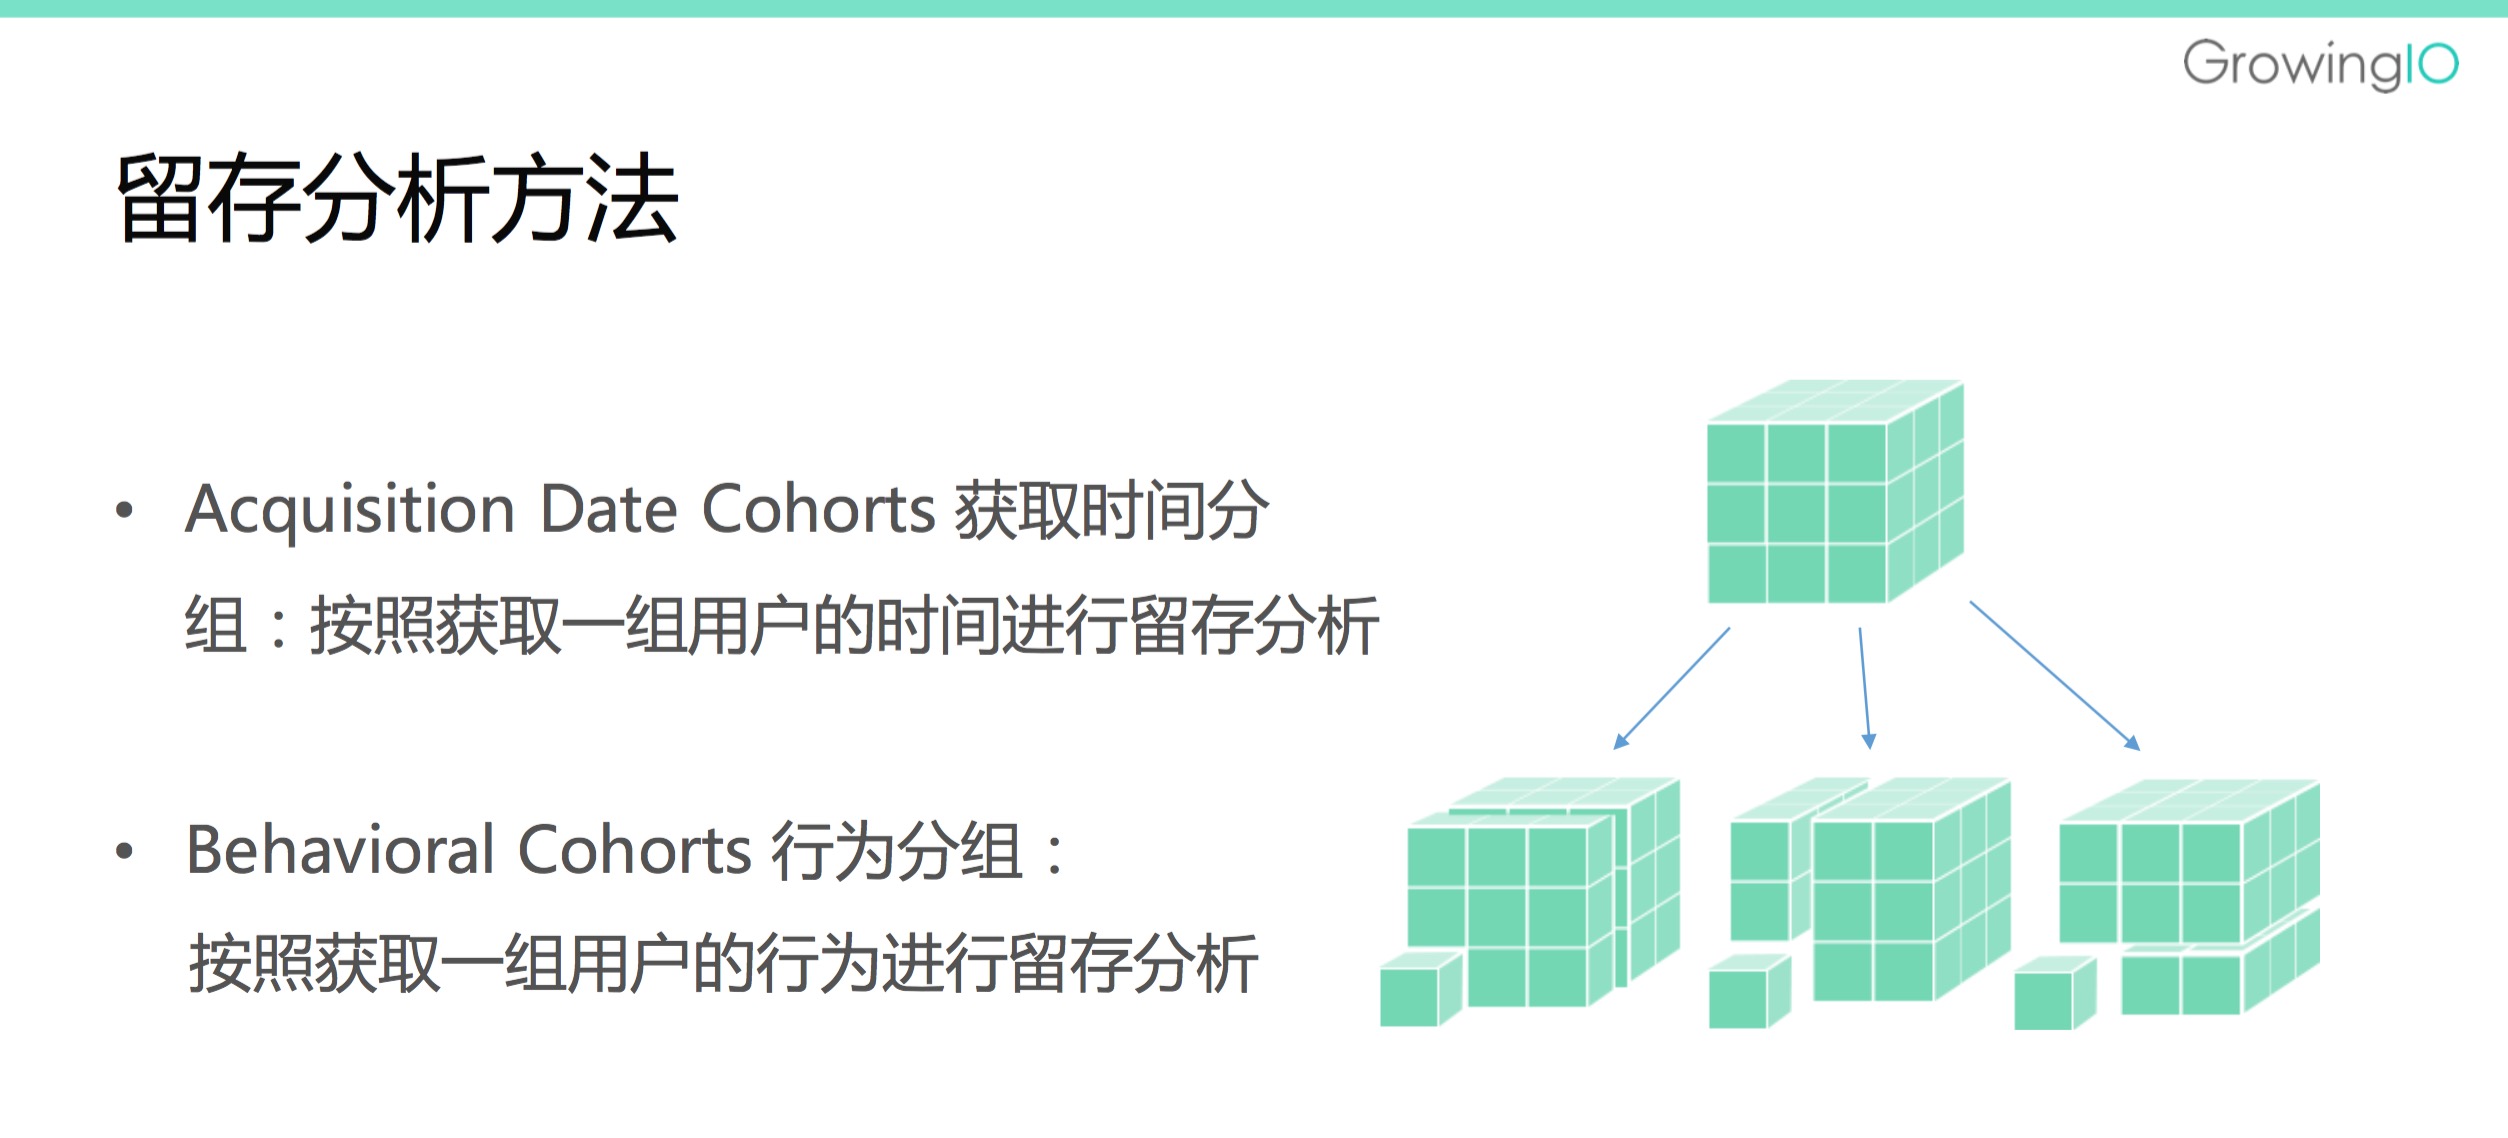 GrowingIO
留存分析方法
• Acquisition Date Cohorts 获取时间分
组：按照获取一组用户的时间进行留存分析
• Behavioral Cohorts 行为分组：
按照获取一组用户的行为进行留存分析